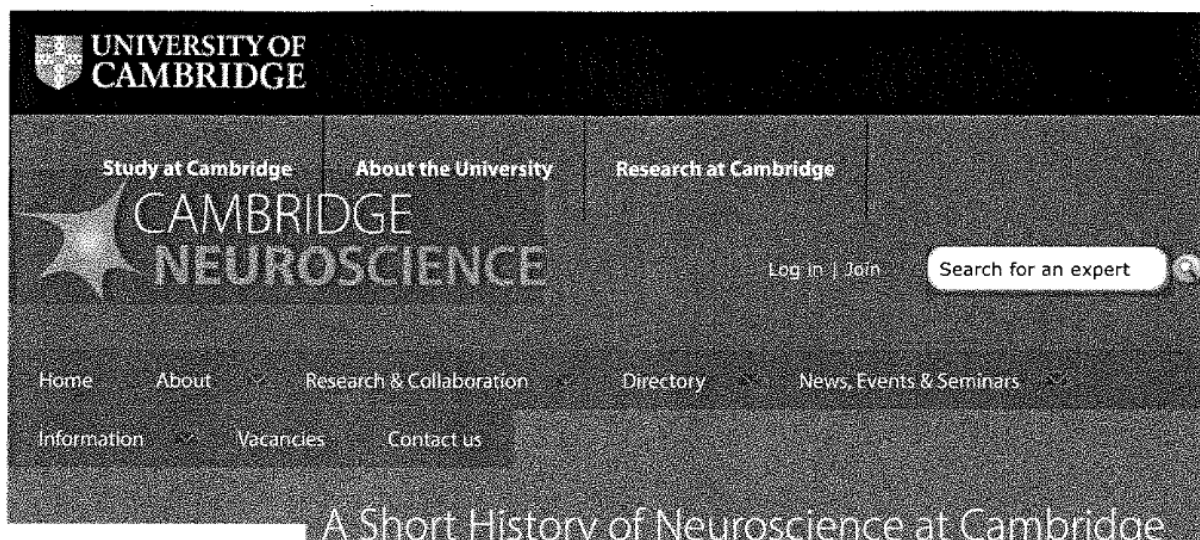 UNIVERSITY OF
CAMBRIDGE
Study at Cambridge About the University Research at Cambridge
CAMBRIDGE
NEUROSCIENCE
Log in | Join Search for an expert
Home About Research & Collaboration Directory News, Events & Seminars
Information Vacancies Contact us
A Short History of Neuroscience at Cambridge